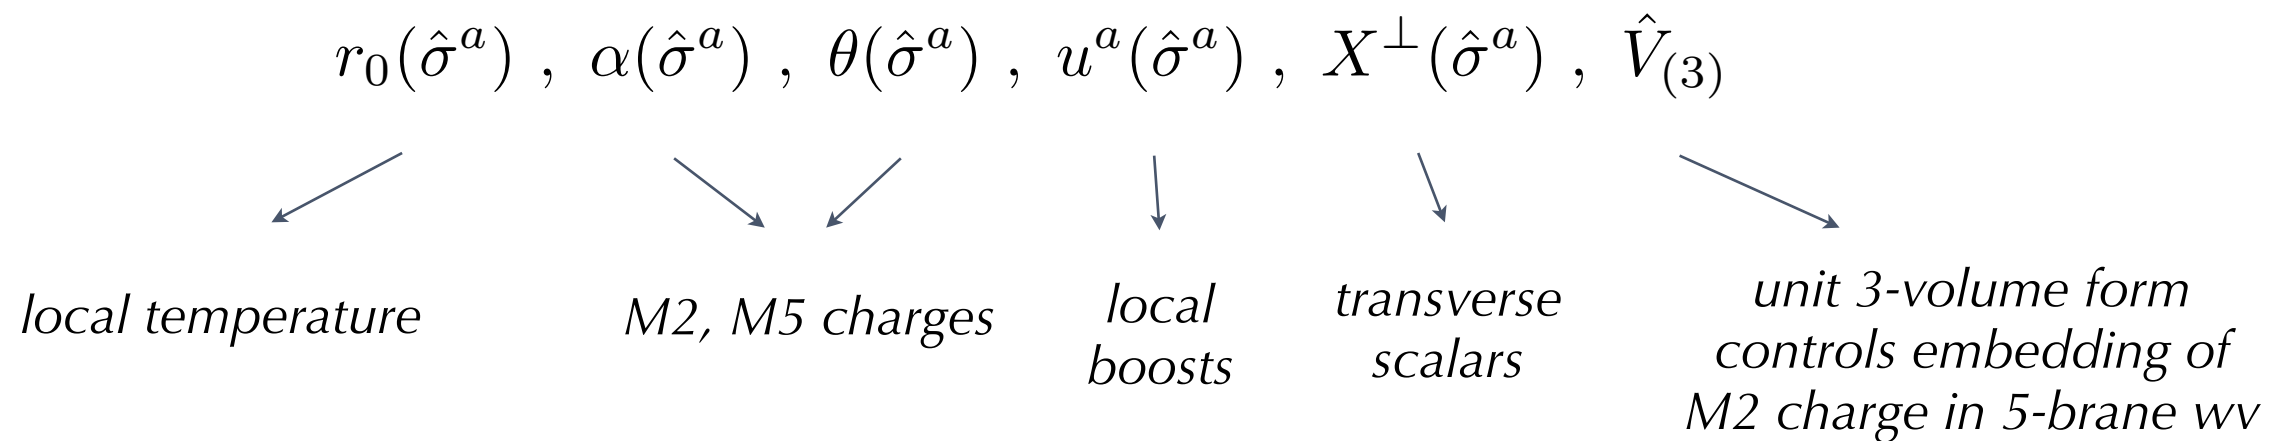 r₀(σ̂ᵃ) , α(σ̂ᵃ) , θ(σ̂ᵃ) , uᵃ(σ̂ᵃ) , X^⊥(σ̂ᵃ) , V̂₍₃₎
local temperature
M2, M5 charges
local
boosts
transverse
scalars
unit 3-volume form
controls embedding of
M2 charge in 5-brane wv